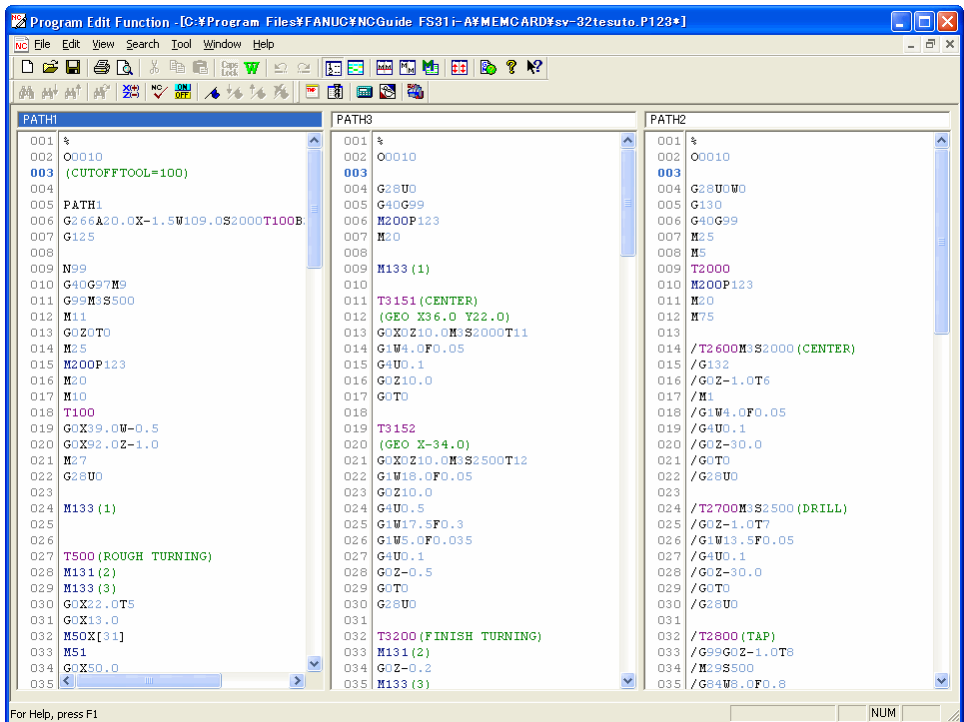 Program Edit Function - [C:¥Program Files¥FANUC¥NCGuide FS31i-A¥MEMCARD¥sv-32tesuto.P123*]
File Edit View Search Tool Window Help
PATH1
001 %
002 O0010
003 (CUTOFFTOOL=100)
004
005 PATH1
006 G266A20.0X-1.5W109.0S2000T100B
007 G125
008
009 N99
010 G40G97M9
011 G99M3S500
012 M11
013 G0Z0T0
014 M25
015 M200P123
016 M20
017 M10
018 T100
019 G0X39.0W-0.5
020 G0X92.0Z-1.0
021 M27
022 G28U0
023
024 M133(1)
025
026
027 T500(ROUGH TURNING)
028 M131(2)
029 M133(3)
030 G0X22.0T5
031 G0X13.0
032 M50X[31]
033 M51
034 G0X50.0
035
PATH3
001 %
002 O0010
003
004 G28U0
005 G40G99
006 M200P123
007 M20
008
009 M133(1)
010
011 T3151(CENTER)
012 (GEO X36.0 Y22.0)
013 G0X0Z10.0M3S2000T11
014 G1W4.0F0.05
015 G4U0.1
016 G0Z10.0
017 G0T0
018
019 T3152
020 (GEO X-34.0)
021 G0X0Z10.0M3S2500T12
022 G1W18.0F0.05
023 G0Z10.0
024 G4U0.5
025 G1W17.5F0.3
026 G1W5.0F0.035
027 G4U0.1
028 G0Z-0.5
029 G0T0
030 G28U0
031
032 T3200(FINISH TURNING)
033 M131(2)
034 G0Z-0.2
035 M133(3)
PATH2
001 %
002 O0010
003
004 G28U0W0
005 G130
006 G40G99
007 M25
008 M5
009 T2000
010 M200P123
011 M20
012 M75
013
014 /T2600M3S2000(CENTER)
015 /G132
016 /G0Z-1.0T6
017 /M1
018 /G1W4.0F0.05
019 /G4U0.1
020 /G0Z-30.0
021 /G0T0
022 /G28U0
023
024 /T2700M3S2500(DRILL)
025 /G0Z-1.0T7
026 /G1W13.5F0.05
027 /G4U0.1
028 /G0Z-30.0
029 /G0T0
030 /G28U0
031
032 /T2800(TAP)
033 /G99G0Z-1.0T8
034 /M29S500
035 /G84W8.0F0.8
For Help, press F1
NUM